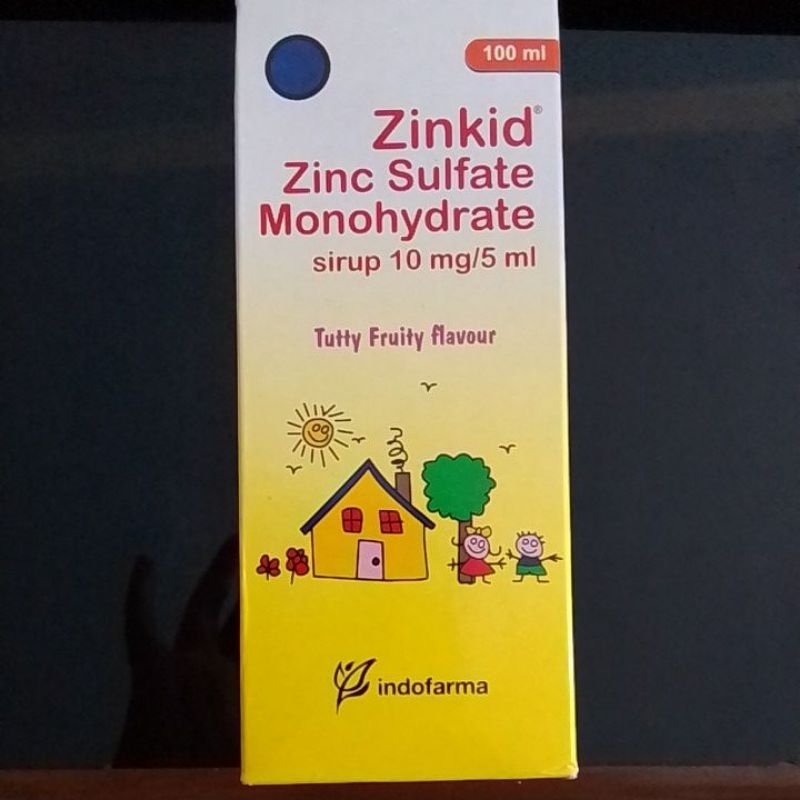 100 ml
Zinkid®
Zinc Sulfate
Monohydrate
sirup 10 mg/5 ml
Tutty Fruity flavour
indofarma